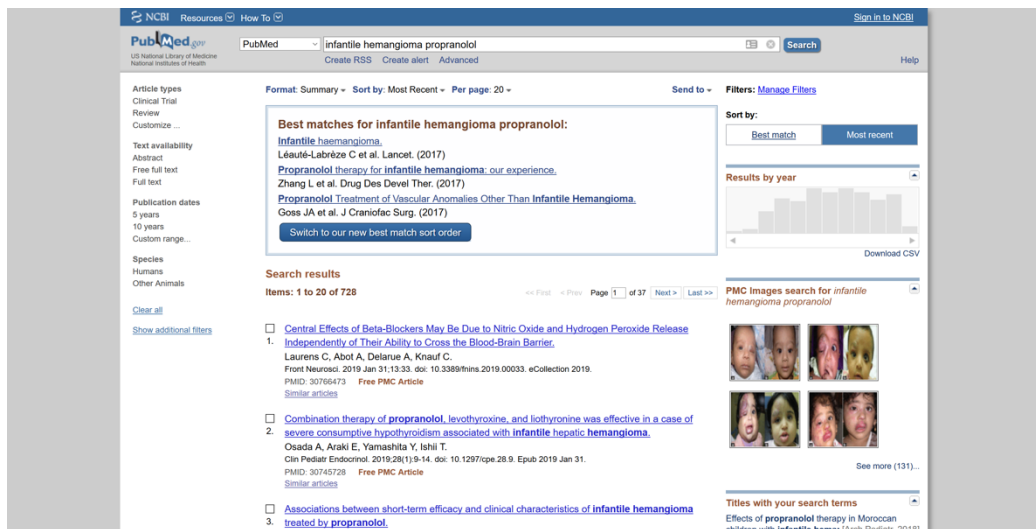 NCBI Resources How To Sign in to NCBI
PubMed.gov
US National Library of Medicine
National Institutes of Health
PubMed infantile hemangioma propranolol Search
Create RSS Create alert Advanced Help
Article types
Clinical Trial
Review
Customize ...
Text availability
Abstract
Free full text
Full text
Publication dates
5 years
10 years
Custom range...
Species
Humans
Other Animals
Clear all
Show additional filters
Format: Summary Sort by: Most Recent Per page: 20 Send to
Best matches for infantile hemangioma propranolol:
Infantile haemangioma.
Léauté-Labrèze C et al. Lancet. (2017)
Propranolol therapy for infantile hemangioma: our experience.
Zhang L et al. Drug Des Devel Ther. (2017)
Propranolol Treatment of Vascular Anomalies Other Than Infantile Hemangioma.
Goss JA et al. J Craniofac Surg. (2017)
Switch to our new best match sort order
Search results
Items: 1 to 20 of 728 << First < Prev Page 1 of 37 Next > Last >>
Central Effects of Beta-Blockers May Be Due to Nitric Oxide and Hydrogen Peroxide Release
1. Independently of Their Ability to Cross the Blood-Brain Barrier.
Laurens C, Abot A, Delarue A, Knauf C.
Front Neurosci. 2019 Jan 31;13:33. doi: 10.3389/fnins.2019.00033. eCollection 2019.
PMID: 30766473 Free PMC Article
Similar articles
Combination therapy of propranolol, levothyroxine, and liothyronine was effective in a case of
2. severe consumptive hypothyroidism associated with infantile hepatic hemangioma.
Osada A, Araki E, Yamashita Y, Ishii T.
Clin Pediatr Endocrinol. 2019;28(1):9-14. doi: 10.1297/cpe.28.9. Epub 2019 Jan 31.
PMID: 30745728 Free PMC Article
Similar articles
Associations between short-term efficacy and clinical characteristics of infantile hemangioma
3. treated by propranolol.
Filters: Manage Filters
Sort by:
Best match Most recent
Results by year
Download CSV
PMC Images search for infantile
hemangioma propranolol
See more (131)...
Titles with your search terms
Effects of propranolol therapy in Moroccan